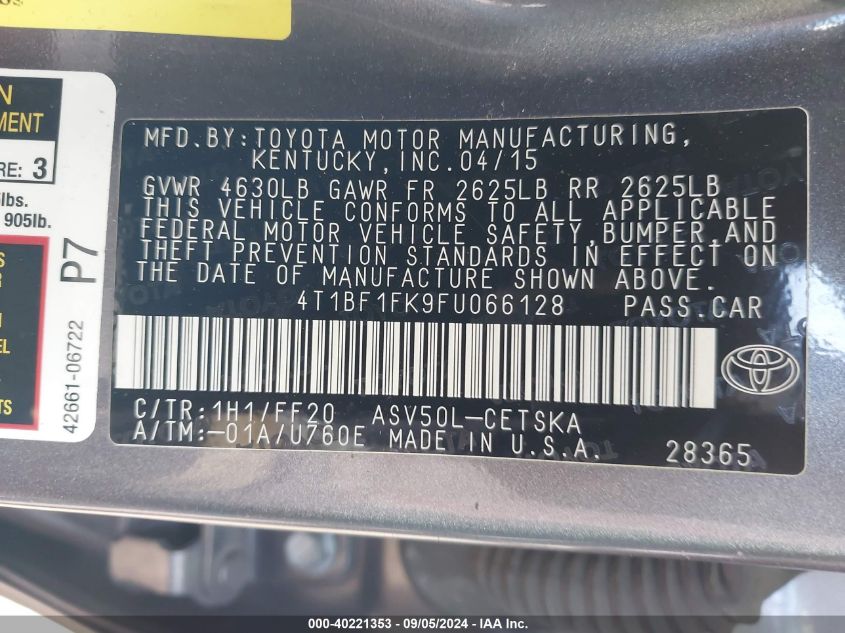 N
MENT
RE: 3
lbs.
905lb.
S
R
N
EL
TS
P7
42661-06722
MFD.BY:TOYOTA MOTOR MANUFACTURING,
KENTUCKY,INC.04/15
GVWR 4630LB GAWR FR 2625LB RR 2625LB
THIS VEHICLE CONFORMS TO ALL APPLICABLE
FEDERAL MOTOR VEHICLE SAFETY,BUMPER,AND
THEFT PREVENTION STANDARDS IN EFFECT ON
THE DATE OF MANUFACTURE SHOWN ABOVE.
4T1BF1FK9FU066128 PASS.CAR
C/TR:1H1/FF20 ASV50L-CETSKA
A/TM:-01A/U760E MADE IN U.S.A.
28365
000-40221353 - 09/05/2024 - IAA Inc.